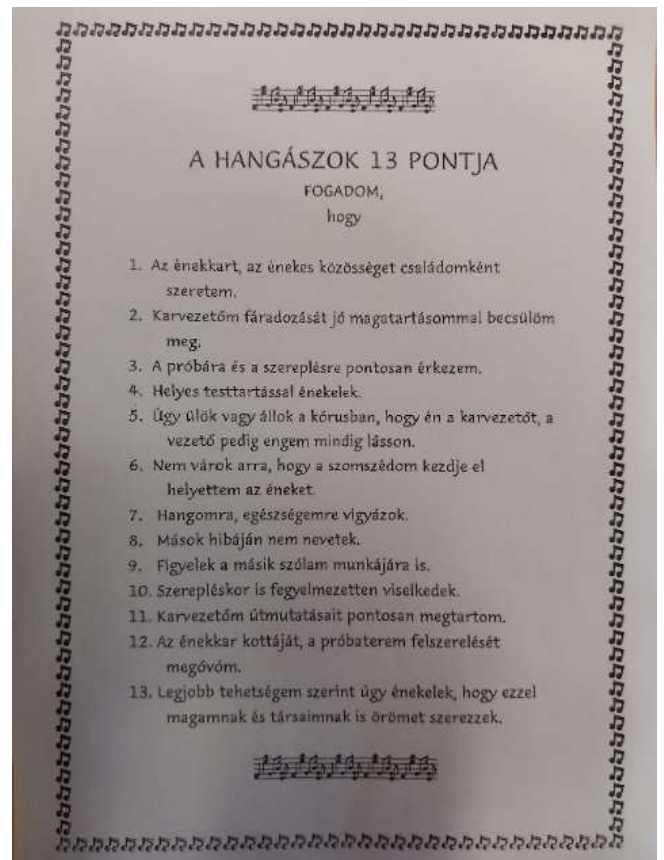 A HANGÁSZOK 13 PONTJA
FOGADOM,
hogy
1. Az énekkart, az énekes közösséget családomként
szeretem.
2. Karvezetőm fáradozását jó magatartásommal becsülöm
meg.
3. A próbára és a szereplésre pontosan érkezem.
4. Helyes testtartással énekelek.
5. Úgy ülök vagy állok a kórusban, hogy én a karvezetőt, a
vezető pedig engem mindig lásson.
6. Nem várok arra, hogy a szomszédom kezdje el
helyettem az éneket.
7. Hangomra, egészségemre vigyázok.
8. Mások hibáján nem nevetek.
9. Figyelek a másik szólam munkájára is.
10. Szerepléskor is fegyelmezetten viselkedek.
11. Karvezetőm útmutatásait pontosan megtartom.
12. Az énekkar kottáját, a próbaterem felszerelését
megóvóm.
13. Legjobb tehetségem szerint úgy énekelek, hogy ezzel
magamnak és társaimnak is örömet szerezzek.